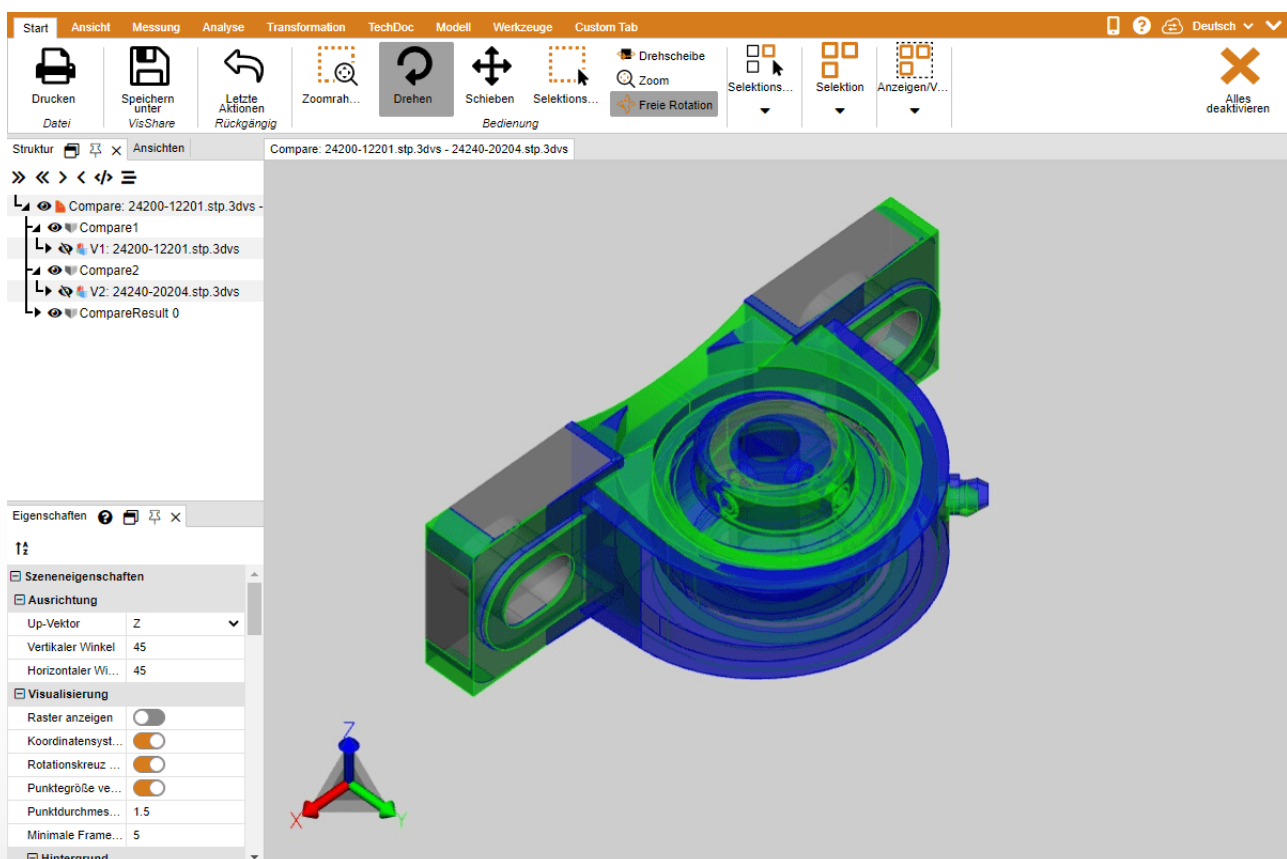 Start Ansicht Messung Analyse Transformation TechDoc Modell Werkzeuge Custom Tab Deutsch
Drucken
Datei
Speichern
unter
VisShare
Letzte
Aktionen
Rückgängig
Zoomrah...
Drehen
Schieben
Selektions...
Drehscheibe
Zoom
Freie Rotation
Bedienung
Selektions...
Selektion
Anzeigen/V...
Alles
deaktivieren
Struktur
Ansichten
Compare: 24200-12201.stp.3dvs - 24240-20204.stp.3dvs
Compare: 24200-12201.stp.3dvs -
Compare1
V1: 24200-12201.stp.3dvs
Compare2
V2: 24240-20204.stp.3dvs
CompareResult 0
Eigenschaften
Szeneneigenschaften
Ausrichtung
Up-Vektor Z
Vertikaler Winkel 45
Horizontaler Wi... 45
Visualisierung
Raster anzeigen
Koordinatensyst...
Rotationskreuz ...
Punktegröße ve...
Punktdurchmes... 1.5
Minimale Frame... 5
Hintergrund
Z
X
Y